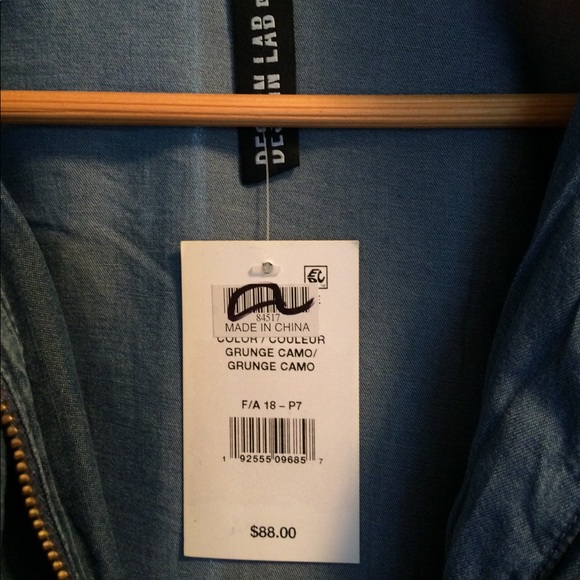 DESIGN LAB
DESIGN LAB
84517
MADE IN CHINA
COLOR / COULEUR
GRUNGE CAMO/
GRUNGE CAMO
F/A 18 – P7
1 92555 09685 7
$88.00